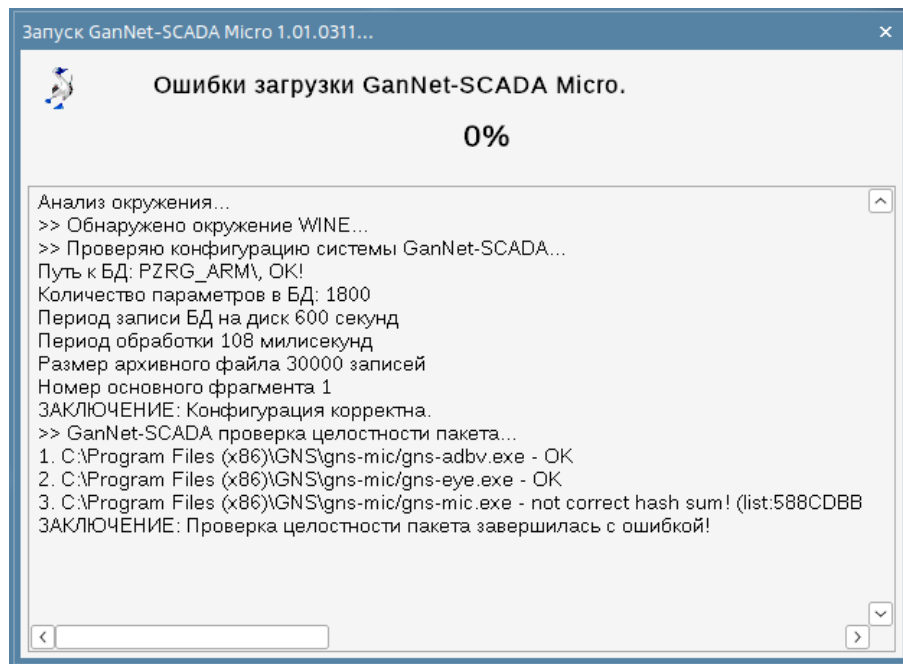 Запуск GanNet-SCADA Micro 1.01.0311...
Ошибки загрузки GanNet-SCADA Micro.
0%
Анализ окружения...
>> Обнаружено окружение WINE...
>> Проверяю конфигурацию системы GanNet-SCADA...
Путь к БД: PZRG_ARM\, OK!
Количество параметров в БД: 1800
Период записи БД на диск 600 секунд
Период обработки 108 милисекунд
Размер архивного файла 30000 записей
Номер основного фрагмента 1
ЗАКЛЮЧЕНИЕ: Конфигурация корректна.
>> GanNet-SCADA проверка целостности пакета...
1. C:\Program Files (x86)\GNS\gns-mic/gns-adbv.exe - OK
2. C:\Program Files (x86)\GNS\gns-mic/gns-eye.exe - OK
3. C:\Program Files (x86)\GNS\gns-mic/gns-mic.exe - not correct hash sum! (list:588CDBB
ЗАКЛЮЧЕНИЕ: Проверка целостности пакета завершилась с ошибкой!